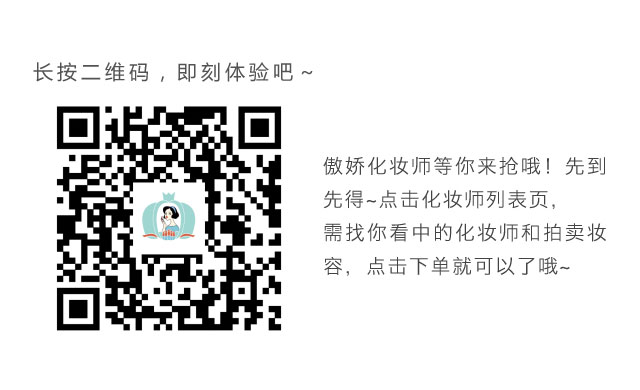 长按二维码，即刻体验吧~
傲娇化妆师等你来抢哦！先到
先得~点击化妆师列表页，
需找你看中的化妆师和拍卖妆
容，点击下单就可以了哦~